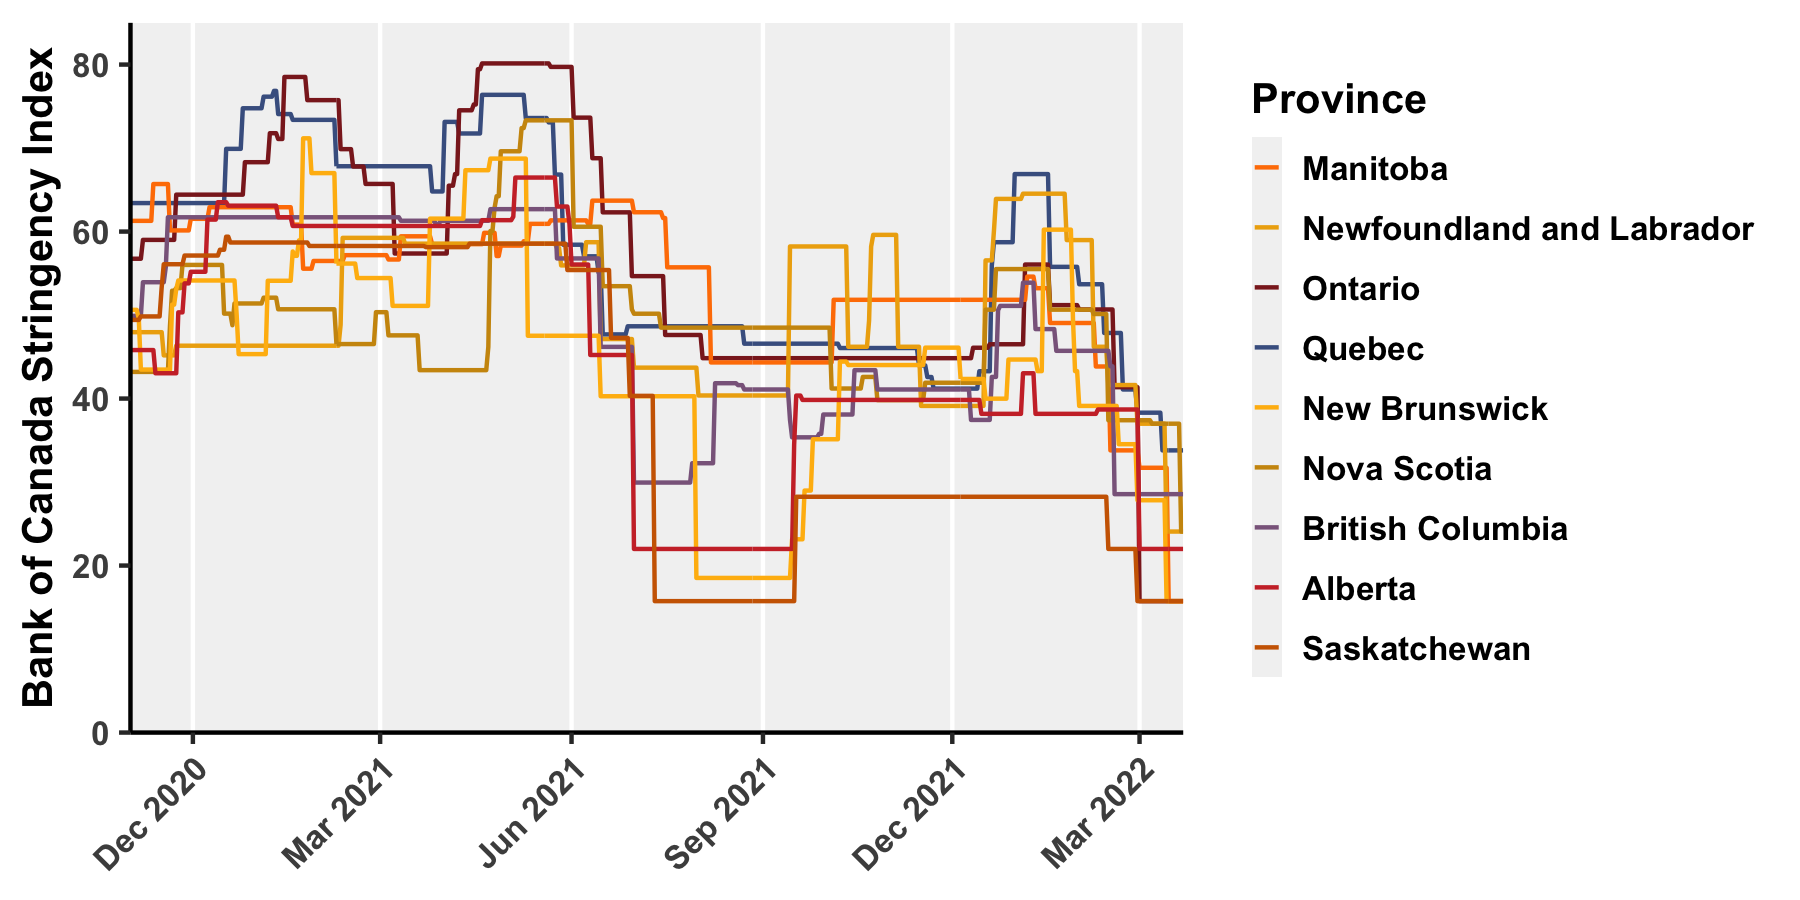 Bank of Canada Stringency Index
80
60
40
20
0
Dec 2020
Mar 2021
Jun 2021
Sep 2021
Dec 2021
Mar 2022
Province
Manitoba
Newfoundland and Labrador
Ontario
Quebec
New Brunswick
Nova Scotia
British Columbia
Alberta
Saskatchewan